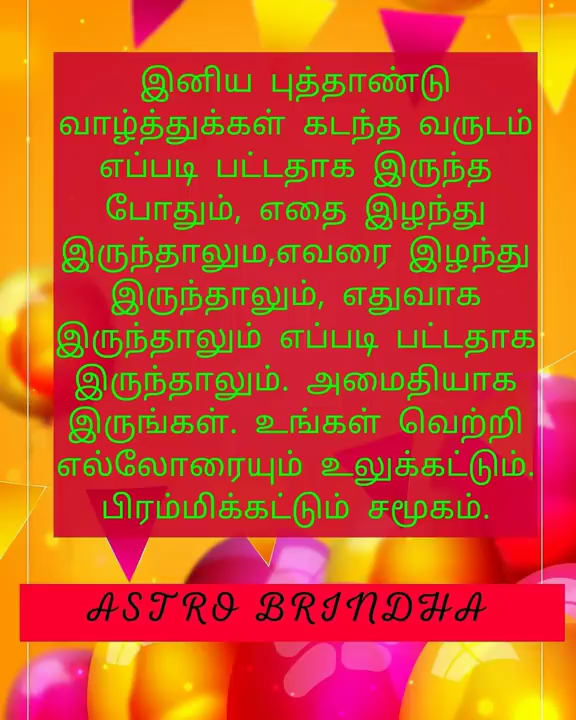 இனிய புத்தாண்டு
வாழ்த்துக்கள் கடந்த வருடம்
எப்படி பட்டதாக இருந்த
போதும், எதை இழந்து
இருந்தாலும,எவரை இழந்து
இருந்தாலும், எதுவாக
இருந்தாலும் எப்படி பட்டதாக
இருந்தாலும். அமைதியாக
இருங்கள். உங்கள் வெற்றி
எல்லோரையும் உலுக்கட்டும்.
பிரம்மிக்கட்டும் சமூகம்.
ASTRO BRINDHA